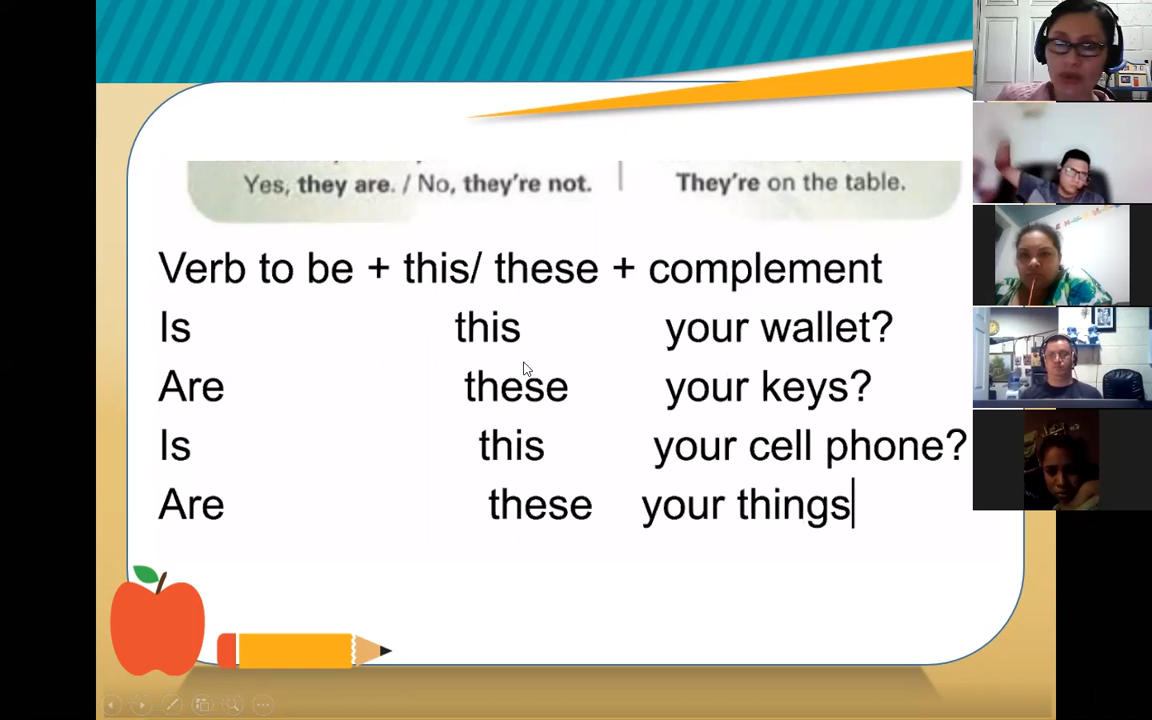 Yes, they are. / No, they're not. They're on the table.
Verb to be + this/ these + complement
Is this your wallet?
Are these your keys?
Is this your cell phone?
Are these your things